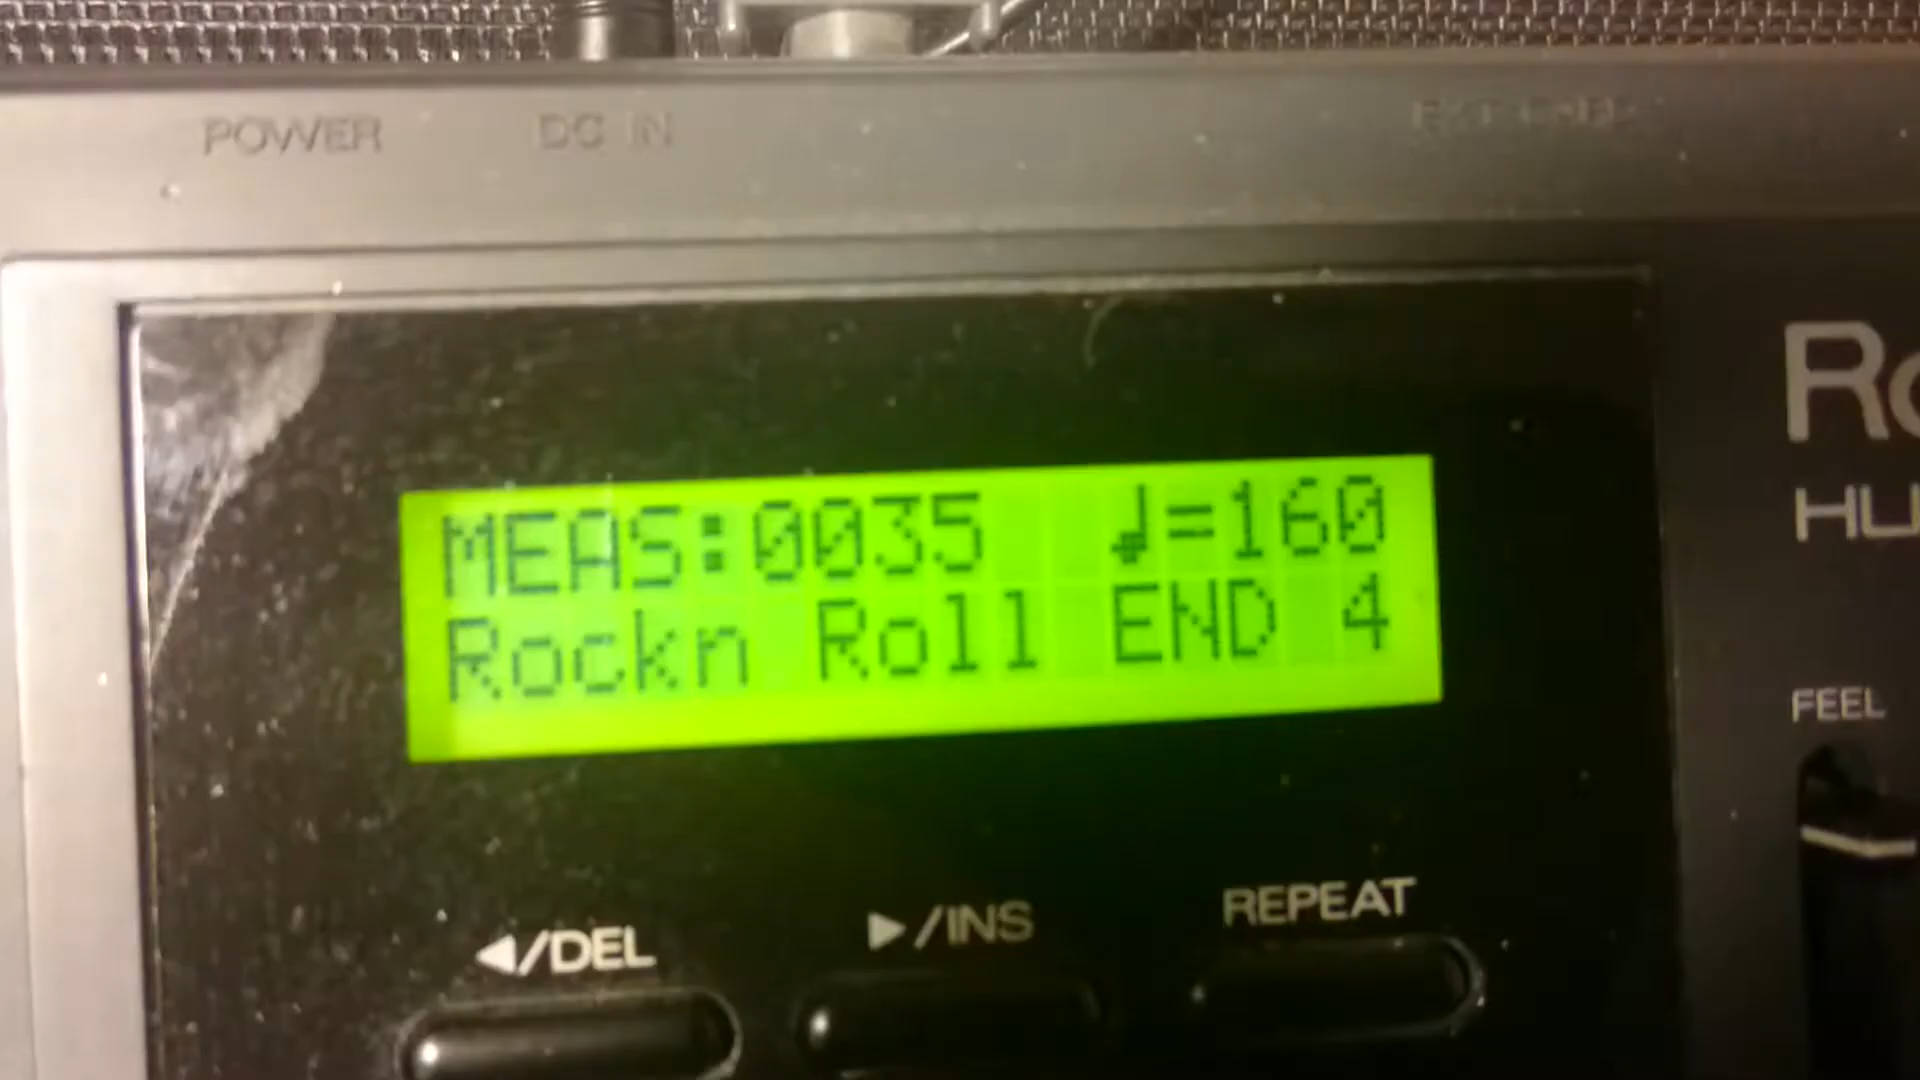 POWER DC IN
MEAS:0035 ♩=160
Rockn Roll END 4
FEEL
◀/DEL ▶/INS REPEAT